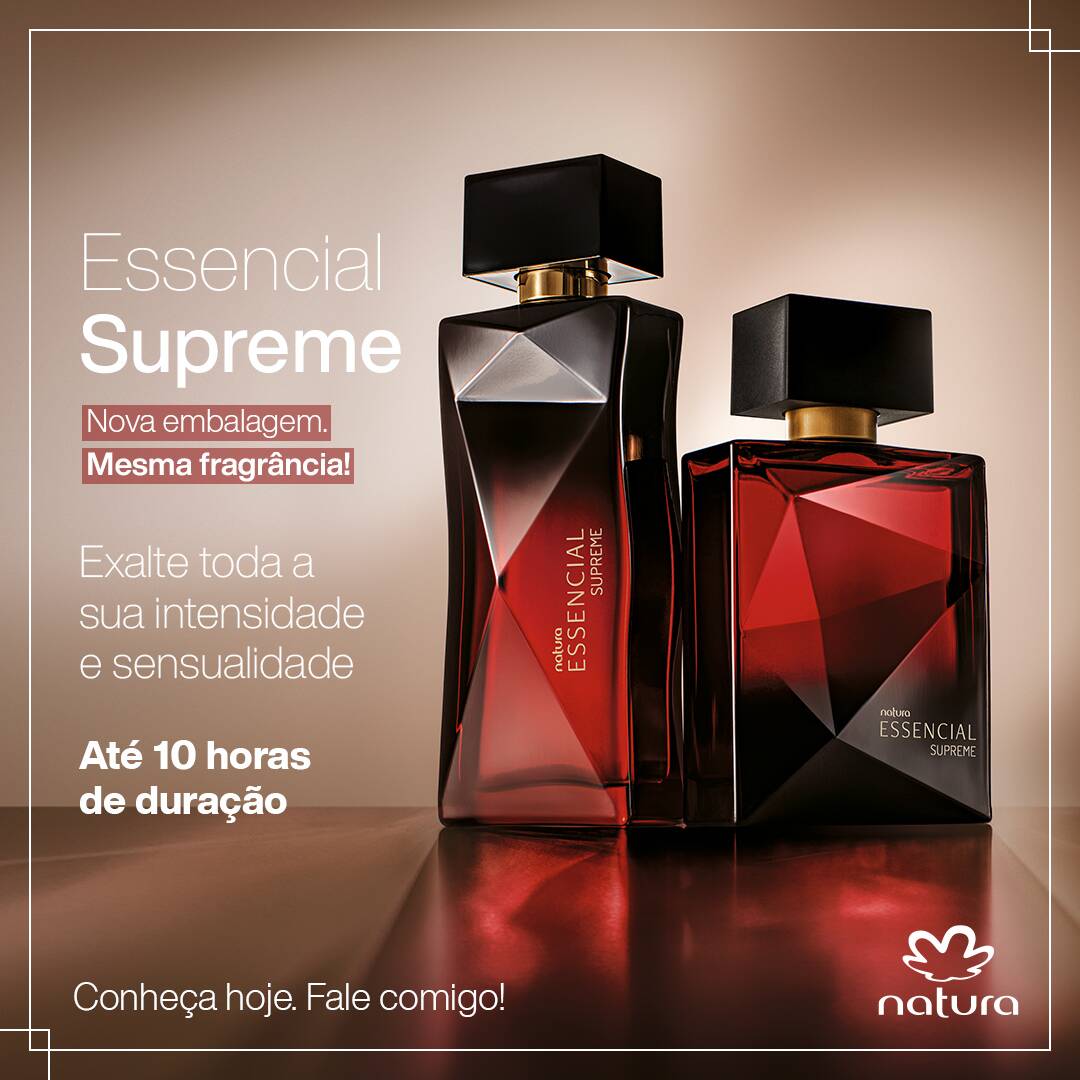 Essencial
Supreme
Nova embalagem.
Mesma fragrância!
Exalte toda a
sua intensidade
e sensualidade
Até 10 horas
de duração
natura
ESSENCIAL
SUPREME
natura
ESSENCIAL
SUPREME
Conheça hoje. Fale comigo!
natura